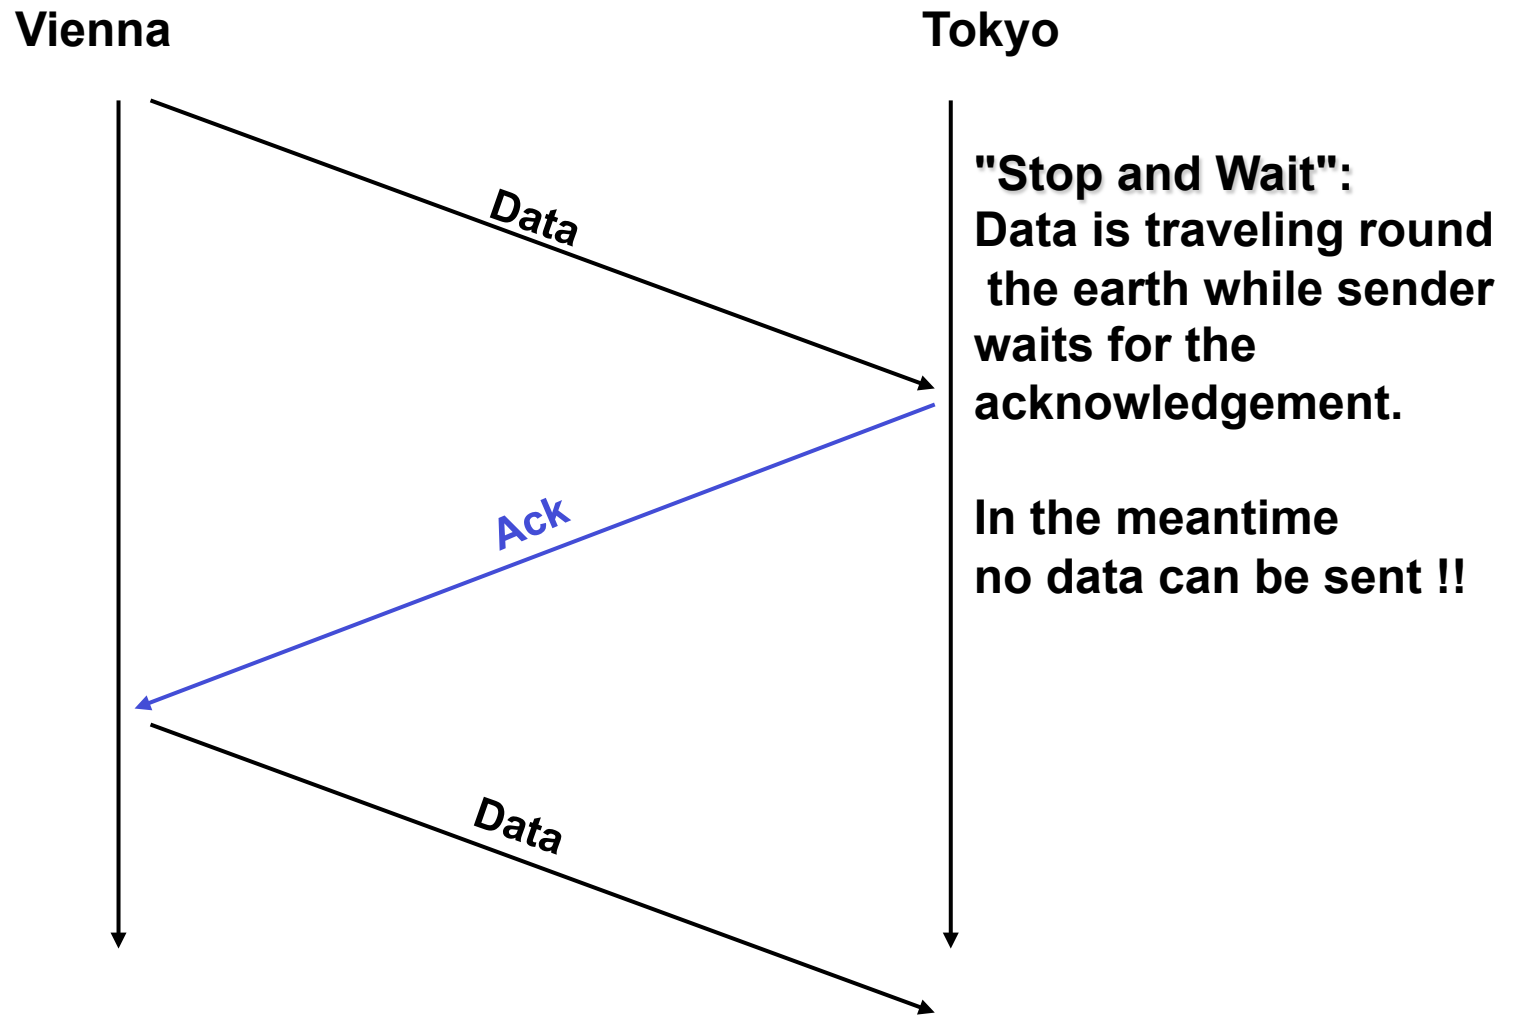 Vienna
Tokyo
Data
"Stop and Wait":
Data is traveling round
the earth while sender
waits for the
acknowledgement.
Ack
In the meantime
no data can be sent !!
Data